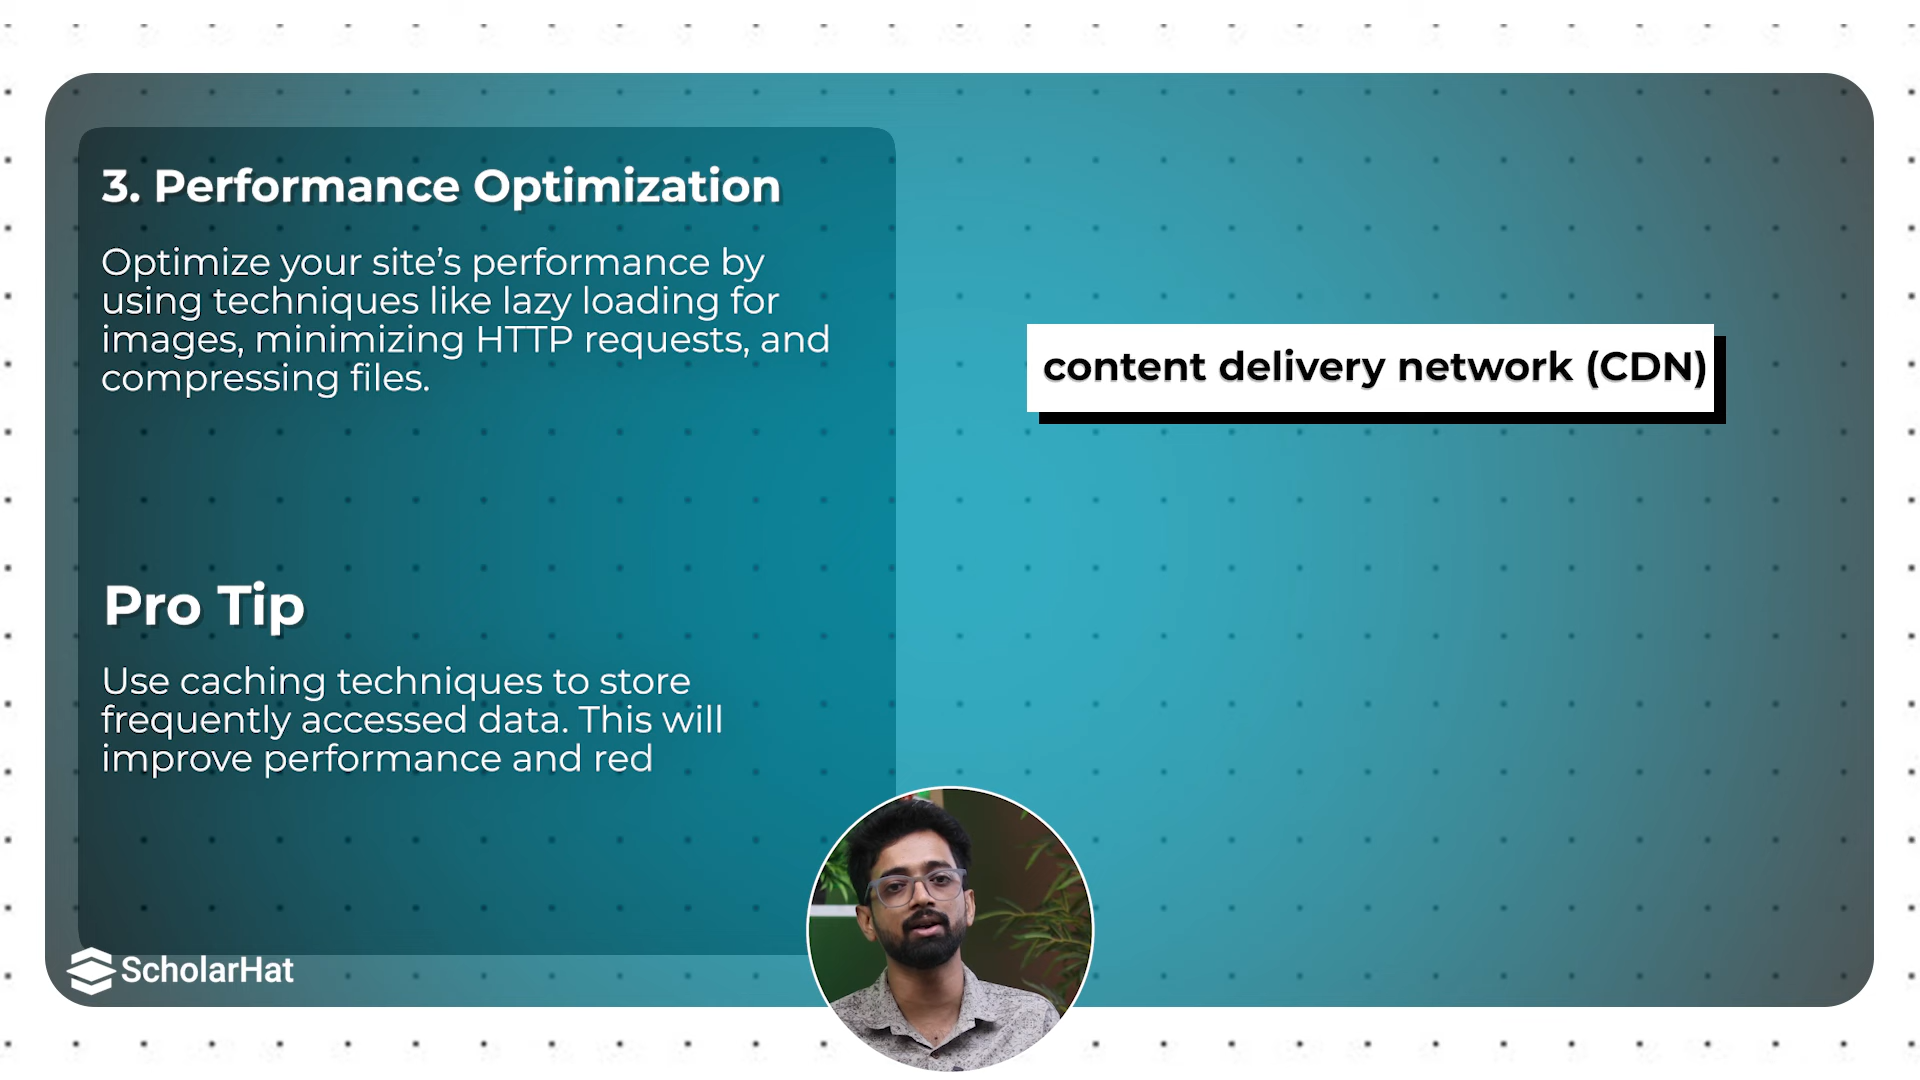 3. Performance Optimization
Optimize your site’s performance by
using techniques like lazy loading for
images, minimizing HTTP requests, and
compressing files.
content delivery network (CDN)
Pro Tip
Use caching techniques to store
frequently accessed data. This will
improve performance and red
ScholarHat